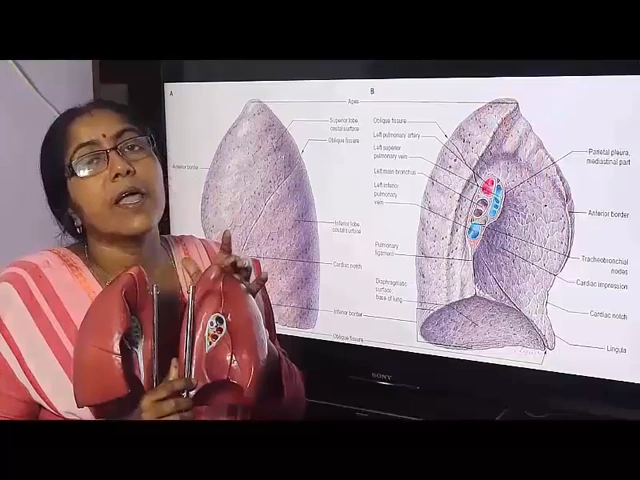 A
B
Apex
Superior lobe,
costal surface
Oblique fissure
Anterior border
Inferior lobe,
costal surface
Cardiac notch
Inferior border
Oblique fissure
Oblique fissure
Left pulmonary artery
Left superior
pulmonary vein
Left main bronchus
Left inferior
pulmonary
vein
Pulmonary
ligament
Diaphragmatic
surface
base of lung
Parietal pleura,
mediastinal part
Anterior border
Tracheobronchial
nodes
Cardiac impression
Cardiac notch
Lingula
SONY